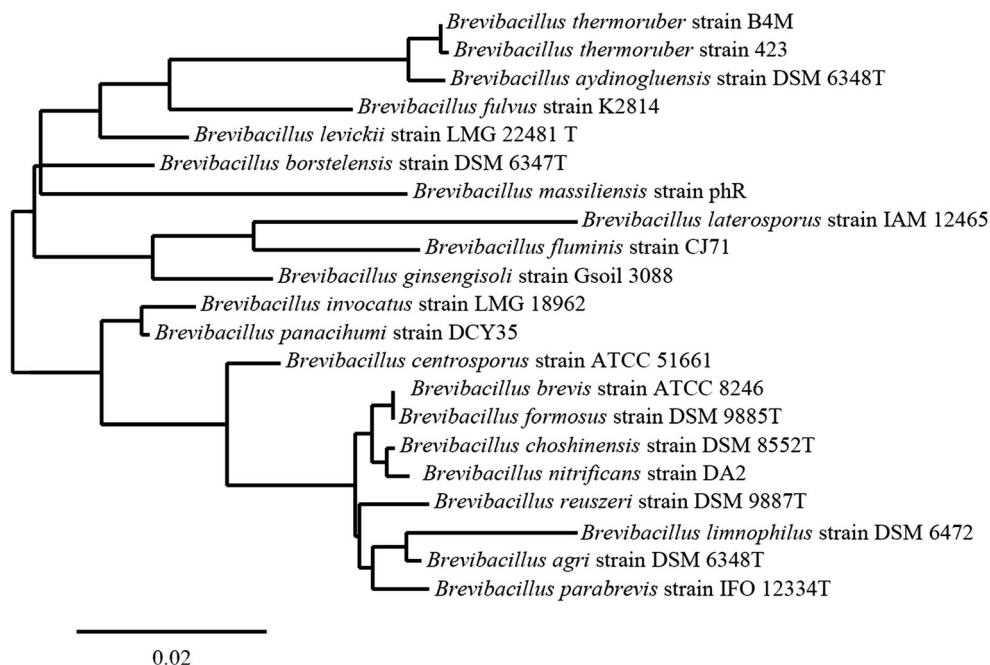 Brevibacillus thermoruber strain B4M
Brevibacillus thermoruber strain 423
Brevibacillus aydinogluensis strain DSM 6348T
Brevibacillus fulvus strain K2814
Brevibacillus levickii strain LMG 22481 T
Brevibacillus borstelensis strain DSM 6347T
Brevibacillus massiliensis strain phR
Brevibacillus laterosporus strain IAM 12465
Brevibacillus fluminis strain CJ71
Brevibacillus ginsengisoli strain Gsoil 3088
Brevibacillus invocatus strain LMG 18962
Brevibacillus panacihumi strain DCY35
Brevibacillus centrosporus strain ATCC 51661
Brevibacillus brevis strain ATCC 8246
Brevibacillus formosus strain DSM 9885T
Brevibacillus choshinensis strain DSM 8552T
Brevibacillus nitrificans strain DA2
Brevibacillus reuszeri strain DSM 9887T
Brevibacillus limnophilus strain DSM 6472
Brevibacillus agri strain DSM 6348T
Brevibacillus parabrevis strain IFO 12334T
0.02